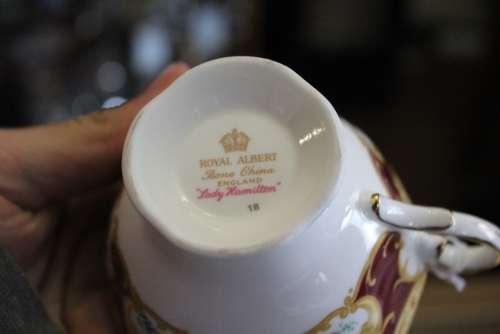 ROYAL ALBERT
Bone China
ENGLAND
"Lady Hamilton"
18